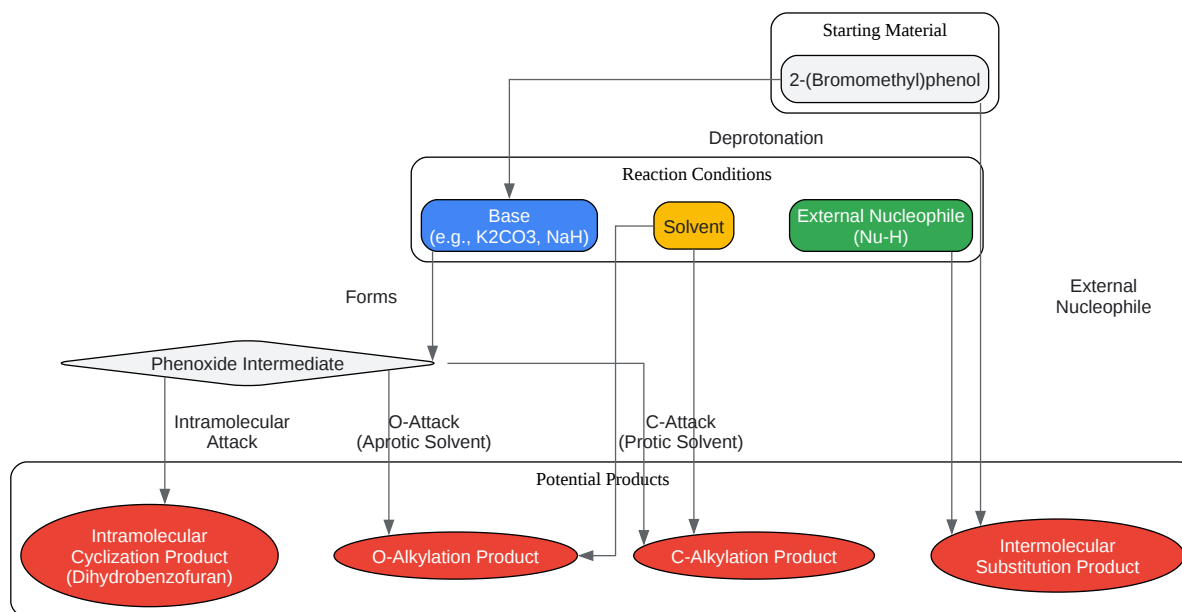 Starting Material
2-(Bromomethyl)phenol
Deprotonation
Reaction Conditions
Base
(e.g., K2CO3, NaH)
Solvent
External Nucleophile
(Nu-H)
Forms
External
Nucleophile
Phenoxide Intermediate
Intramolecular
Attack
O-Attack
(Aprotic Solvent)
C-Attack
(Protic Solvent)
Potential Products
Intramolecular
Cyclization Product
(Dihydrobenzofuran)
O-Alkylation Product
C-Alkylation Product
Intermolecular
Substitution Product